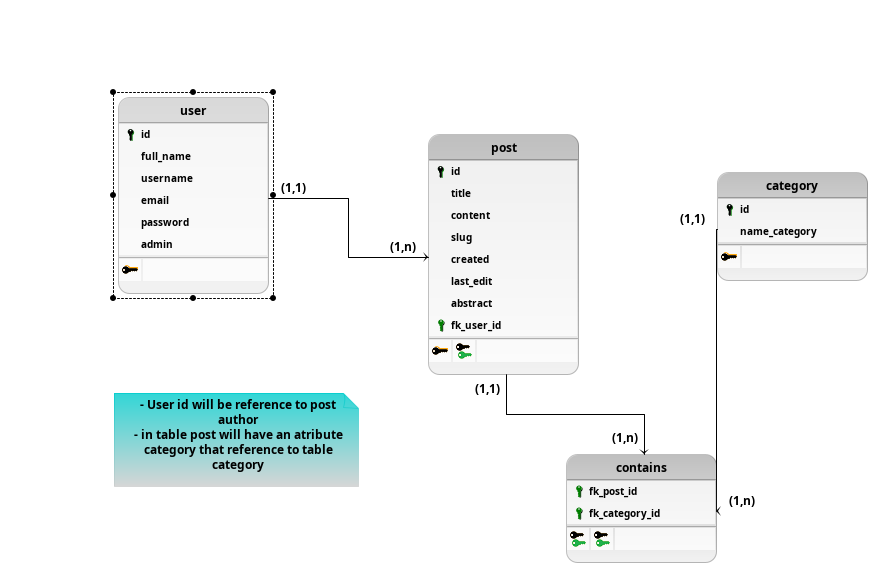 user
id
full_name
username
email
password
admin
(1,1)
(1,n)
post
id
title
content
slug
created
last_edit
abstract
fk_user_id
category
id
name_category
(1,1)
(1,1)
(1,n)
contains
fk_post_id
fk_category_id
(1,n)
- User id will be reference to post
author
- in table post will have an atribute
category that reference to table
category